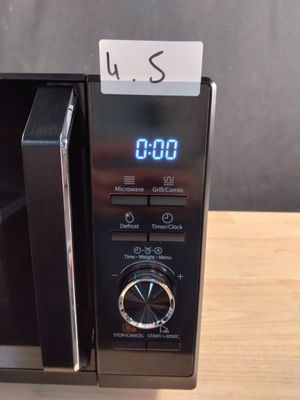 4.5
0:00
Microwave Grill/Combi.
Defrost Timer/Clock
Time - Weight - Menu
- +
STOP/CANCEL START/+30SEC.